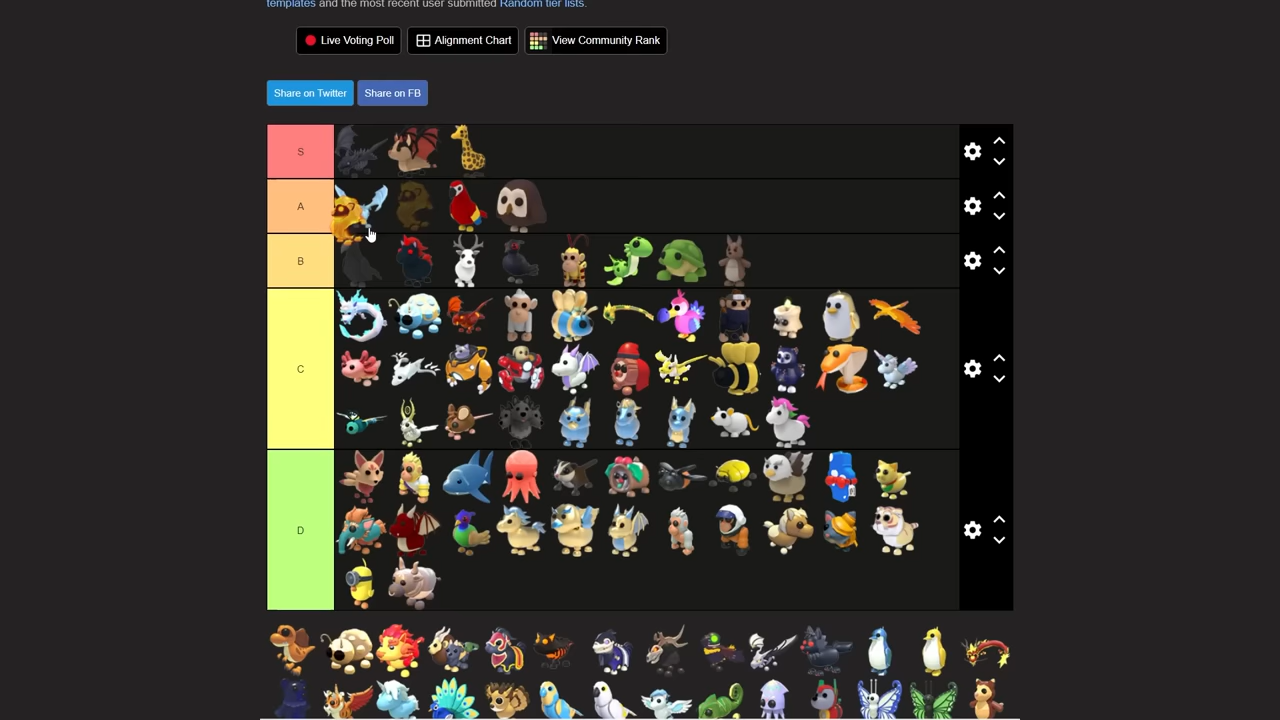 templates and the most recent user submitted Random tier lists.
Live Voting Poll
Alignment Chart
View Community Rank
Share on Twitter
Share on FB
S
A
B
C
D